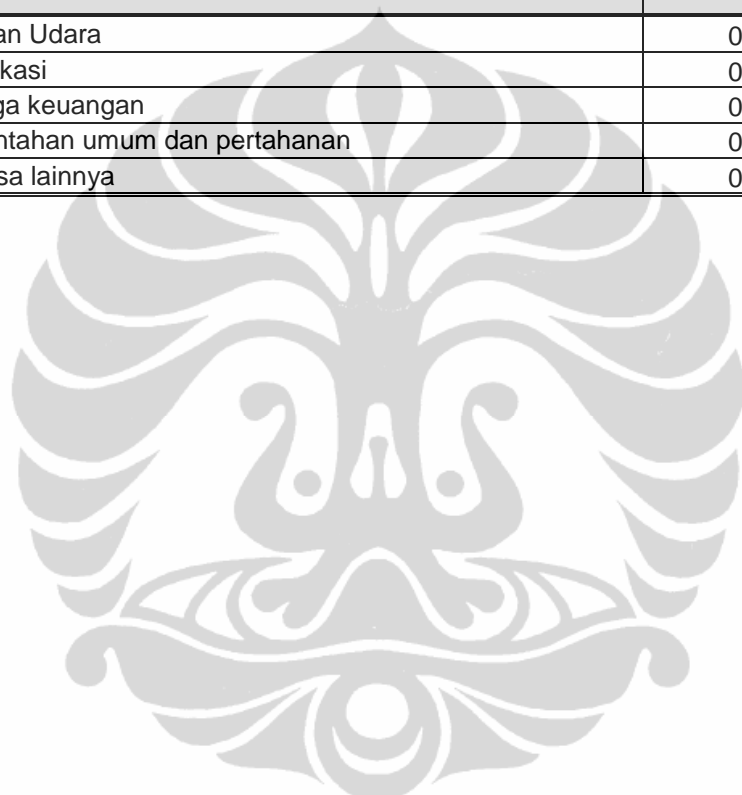 an Udara 0
kasi 0
ga keuangan 0
ntahan umum dan pertahanan 0
sa lainnya 0